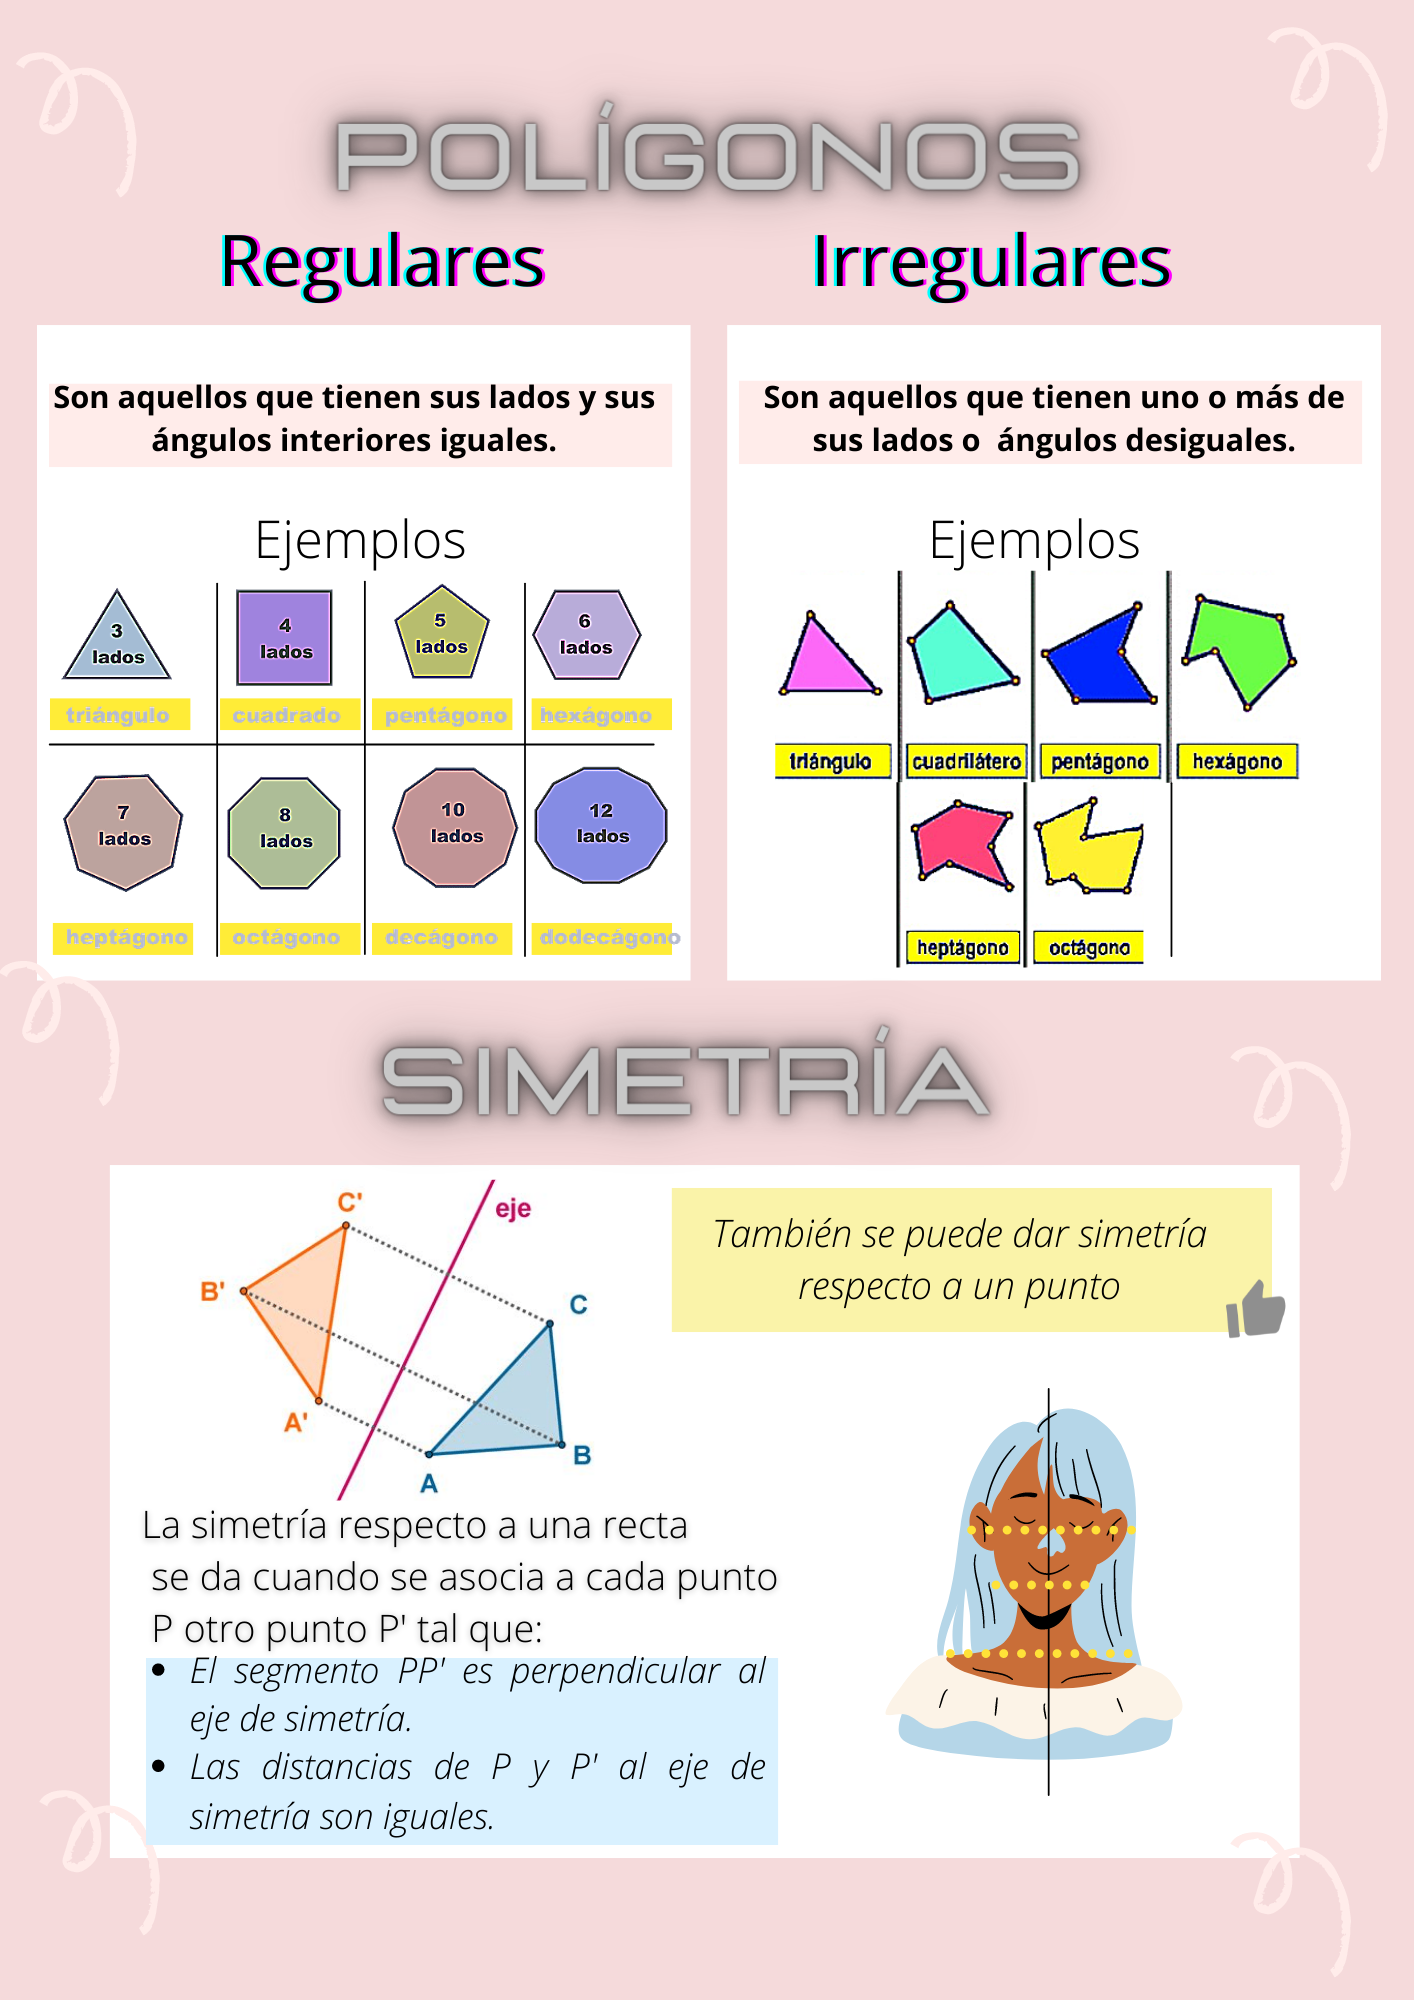 POLÍGONOS
Regulares
Irregulares
Son aquellos que tienen sus lados y sus
ángulos interiores iguales.
Ejemplos
3
lados
4
lados
5
lados
6
lados
triángulo
cuadrado
pentágono
hexágono
7
lados
8
lados
10
lados
12
lados
heptágono
octágono
decágono
dodecágono
Son aquellos que tienen uno o más de
sus lados o ángulos desiguales.
Ejemplos
triángulo
cuadrilátero
pentágono
hexágono
heptágono
octágono
SIMETRÍA
C'
eje
B'
C
A'
B
A
También se puede dar simetría
respecto a un punto
La simetría respecto a una recta
se da cuando se asocia a cada punto
P otro punto P' tal que:
• El segmento PP' es perpendicular al
eje de simetría.
• Las distancias de P y P' al eje de
simetría son iguales.